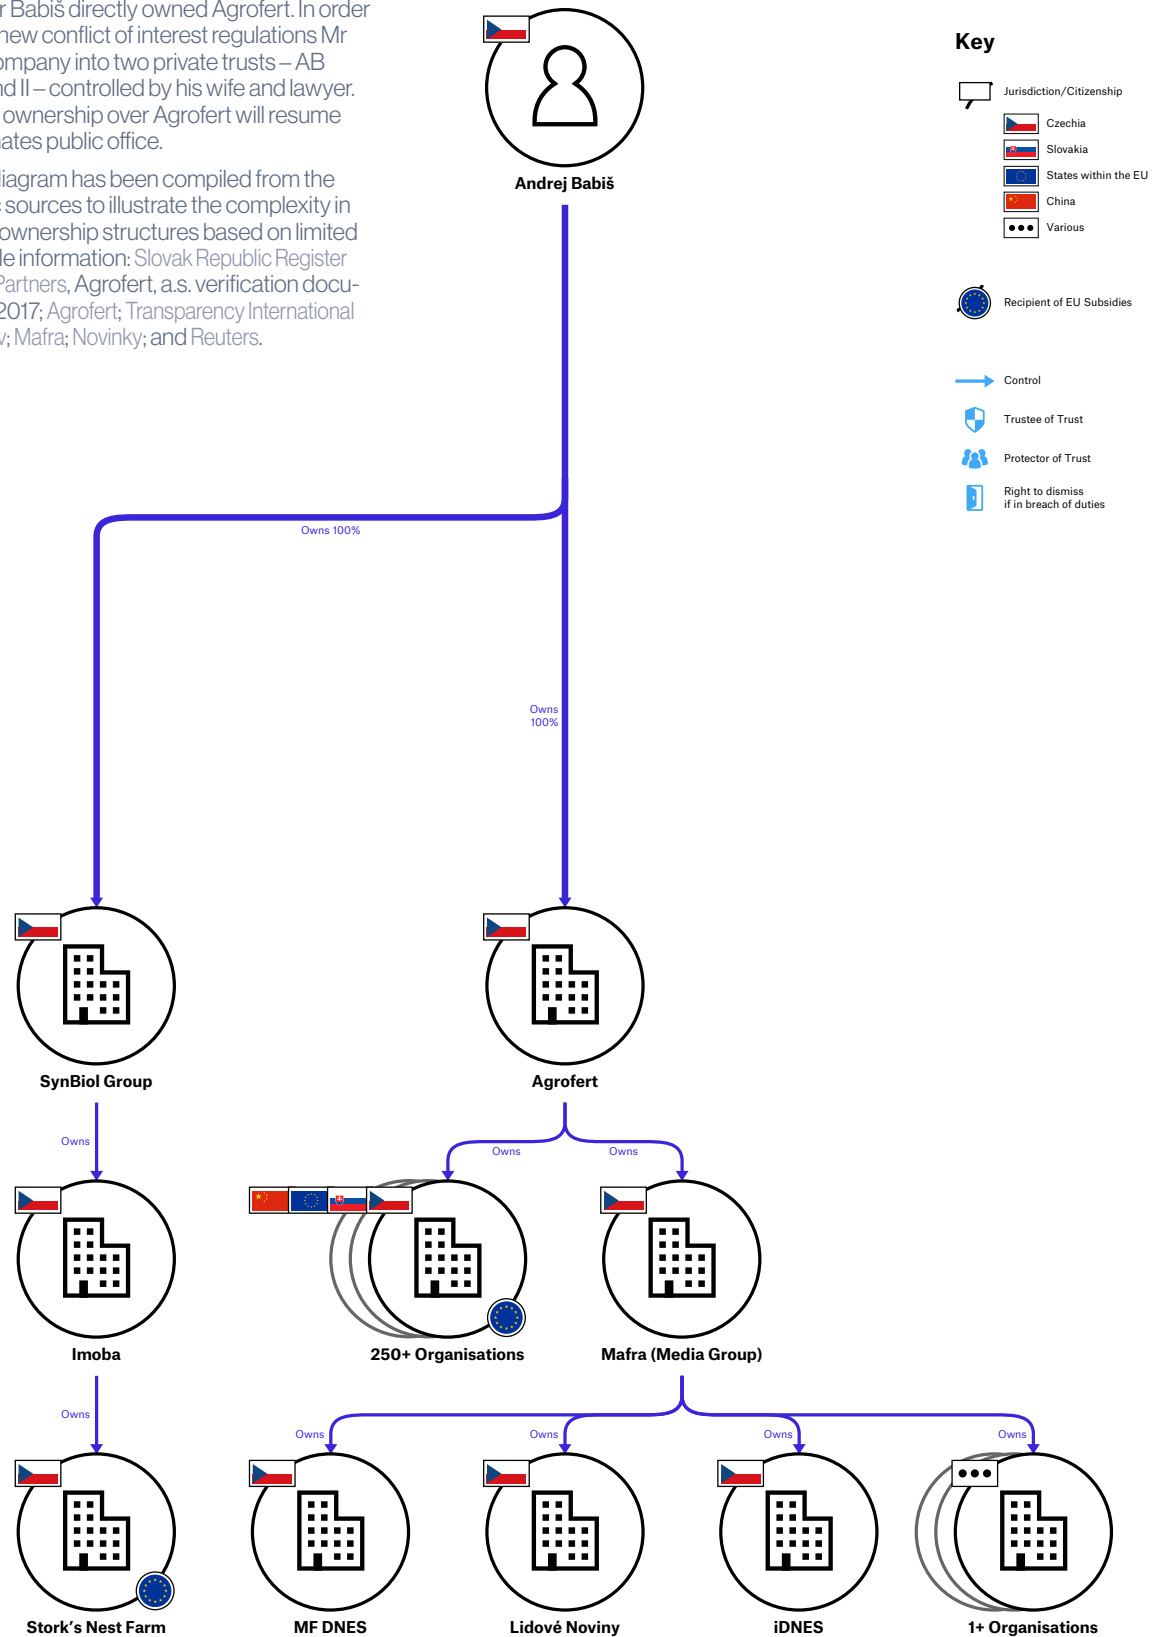 r Babiš directly owned Agrofert. In order
new conflict of interest regulations Mr
ompany into two private trusts – AB
nd II – controlled by his wife and lawyer.
ownership over Agrofert will resume
nates public office.
diagram has been compiled from the
c sources to illustrate the complexity in
ownership structures based on limited
le information: Slovak Republic Register
Partners, Agrofert, a.s. verification docu-
2017; Agrofert; Transparency International
v; Mafra; Novinky; and Reuters.
Andrej Babiš
Key
Jurisdiction/Citizenship
Czechia
Slovakia
States within the EU
China
Various
Recipient of EU Subsidies
Control
Trustee of Trust
Protector of Trust
Right to dismiss
if in breach of duties
Owns 100%
Owns
100%
SynBiol Group
Agrofert
Owns
Owns
Owns
Imoba
250+ Organisations
Mafra (Media Group)
Owns
Owns
Owns
Owns
Owns
Stork's Nest Farm
MF DNES
Lidové Noviny
iDNES
1+ Organisations